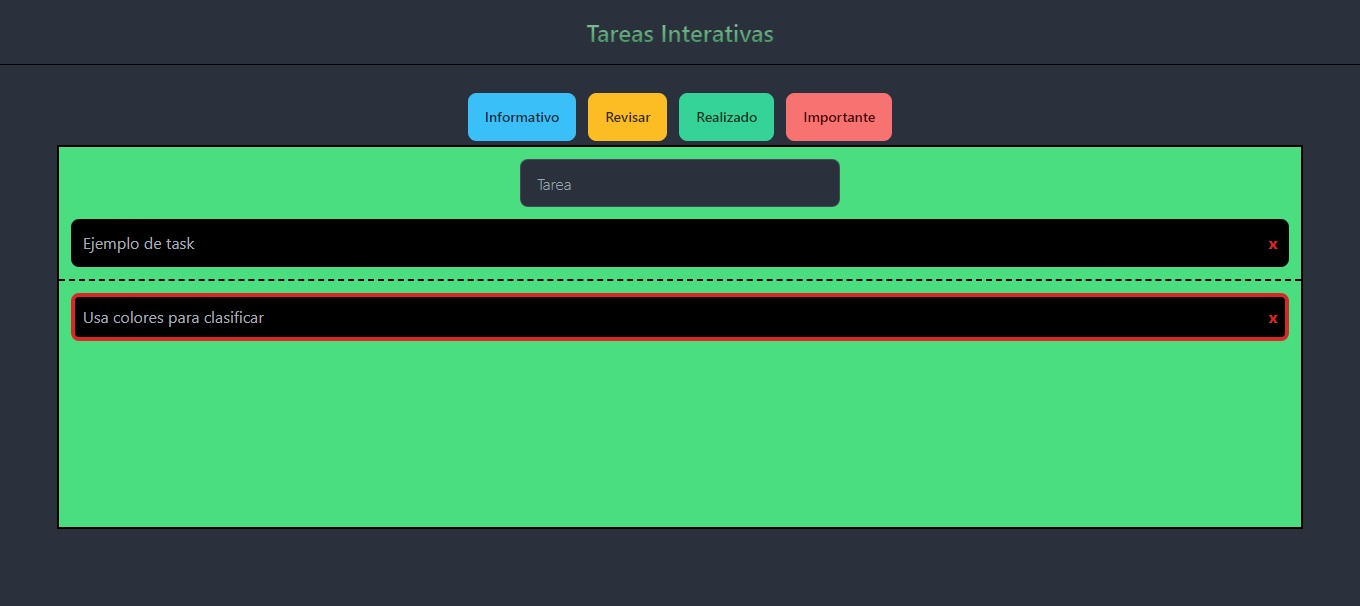 Tareas Interativas
Informativo Revisar Realizado Importante
Tarea
Ejemplo de task x
Usa colores para clasificar x